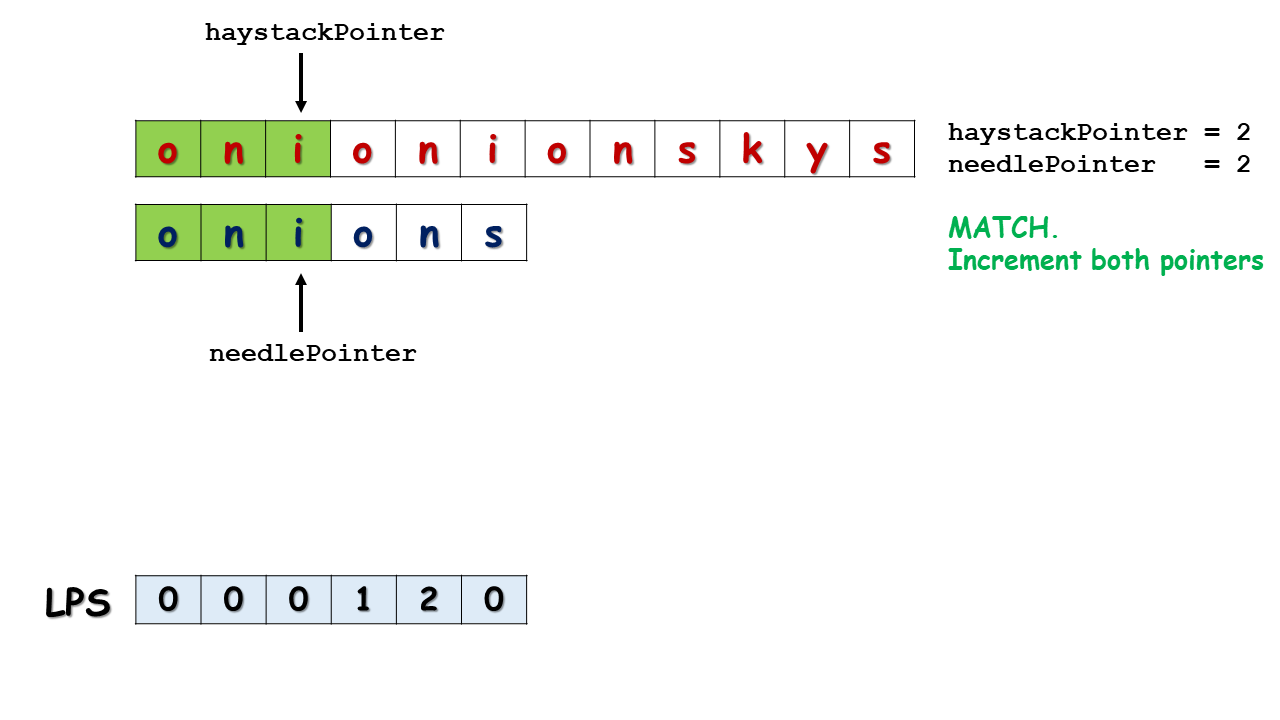 haystackPointer
o n i o n i o n s k y s
haystackPointer = 2
needlePointer = 2
o n i o n s
MATCH.
Increment both pointers
needlePointer
LPS 0 0 0 1 2 0